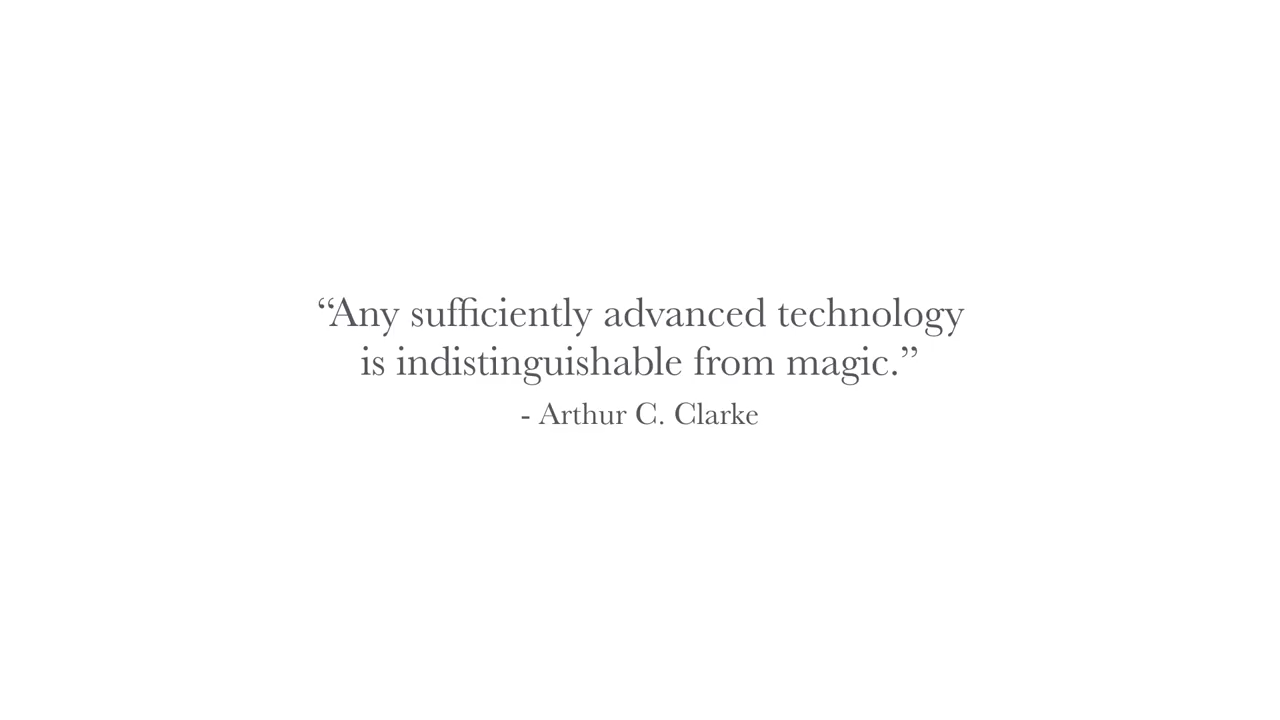 “Any sufficiently advanced technology
is indistinguishable from magic.”
- Arthur C. Clarke